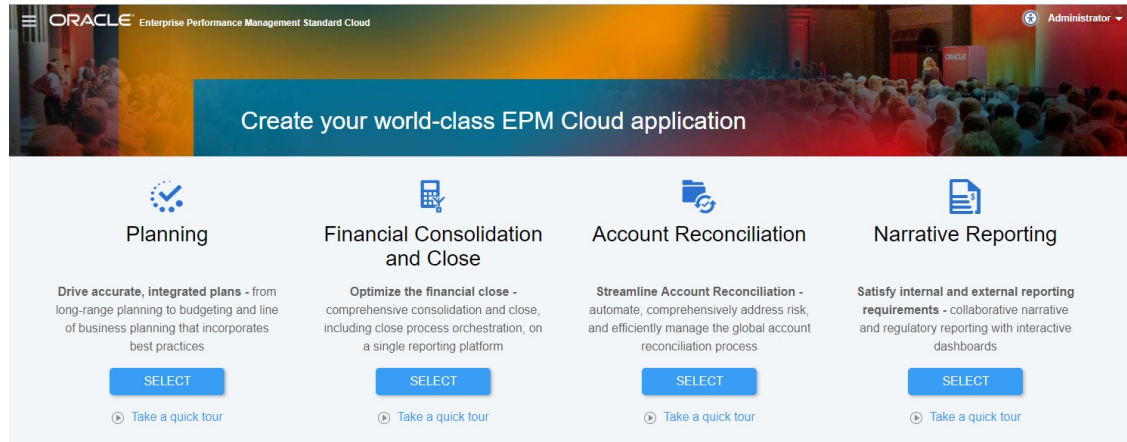 ORACLE Enterprise Performance Management Standard Cloud
Administrator
ORACLE
Create your world-class EPM Cloud application
Planning
Drive accurate, integrated plans - from
long-range planning to budgeting and line
of business planning that incorporates
best practices
SELECT
Take a quick tour
Financial Consolidation
and Close
Optimize the financial close -
comprehensive consolidation and close,
including close process orchestration, on
a single reporting platform
SELECT
Take a quick tour
Account Reconciliation
Streamline Account Reconciliation -
automate, comprehensively address risk,
and efficiently manage the global account
reconciliation process
SELECT
Take a quick tour
Narrative Reporting
Satisfy internal and external reporting
requirements - collaborative narrative
and regulatory reporting with interactive
dashboards
SELECT
Take a quick tour